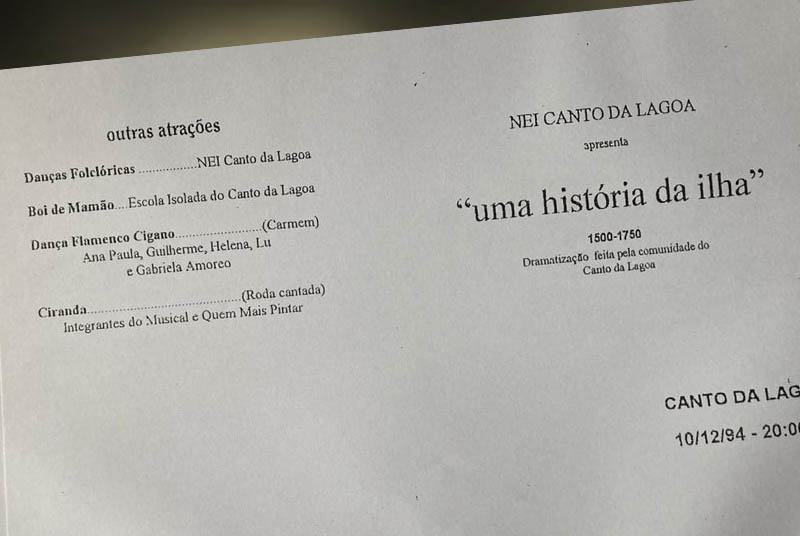 outras atrações
Danças Folclóricas .................NEI Canto da Lagoa
Boi de Mamão....Escola Isolada do Canto da Lagoa
Dança Flamenco Cigano.........................(Carmem)
Ana Paula, Guilherme, Helena, Lu
e Gabriela Amoreo
Ciranda............................................(Roda cantada)
Integrantes do Musical e Quem Mais Pintar
NEI CANTO DA LAGOA
apresenta
“uma história da ilha”
1500-1750
Dramatização feita pela comunidade do
Canto da Lagoa
CANTO DA LAG
10/12/94 - 20:0